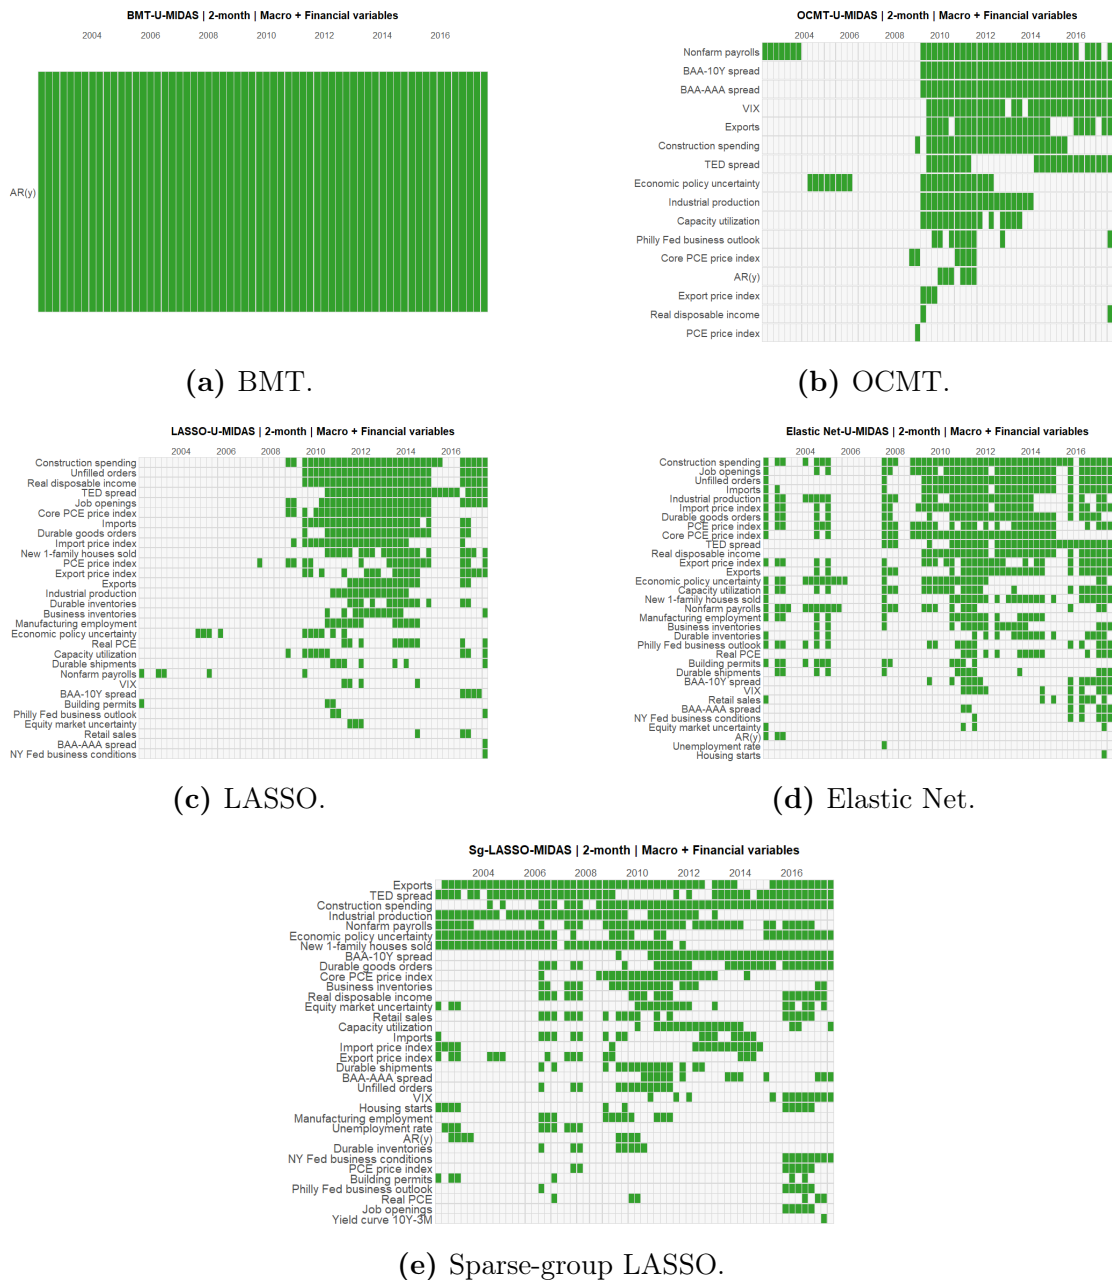 BMT-U-MIDAS | 2-month | Macro + Financial variables
2004 2006 2008 2010 2012 2014 2016
AR(y)
(a) BMT.
OCMT-U-MIDAS | 2-month | Macro + Financial variables
2004 2006 2008 2010 2012 2014 2016
Nonfarm payrolls
BAA-10Y spread
BAA-AAA spread
VIX
Exports
Construction spending
TED spread
Economic policy uncertainty
Industrial production
Capacity utilization
Philly Fed business outlook
Core PCE price index
AR(y)
Export price index
Real disposable income
PCE price index
(b) OCMT.
LASSO-U-MIDAS | 2-month | Macro + Financial variables
2004 2006 2008 2010 2012 2014 2016
Construction spending
Unfilled orders
Real disposable income
TED spread
Job openings
Core PCE price index
Imports
Durable goods orders
Import price index
New 1-family houses sold
PCE price index
Export price index
Exports
Industrial production
Durable inventories
Business inventories
Manufacturing employment
Economic policy uncertainty
Real PCE
Capacity utilization
Durable shipments
Nonfarm payrolls
VIX
BAA-10Y spread
Building permits
Philly Fed business outlook
Equity market uncertainty
Retail sales
BAA-AAA spread
NY Fed business conditions
(c) LASSO.
Elastic Net-U-MIDAS | 2-month | Macro + Financial variables
2004 2006 2008 2010 2012 2014 2016
Construction spending
Job openings
Unfilled orders
Imports
Industrial production
Import price index
Durable goods orders
PCE price index
Core PCE price index
TED spread
Real disposable income
Export price index
Exports
Economic policy uncertainty
Capacity utilization
New 1-family houses sold
Nonfarm payrolls
Manufacturing employment
Business inventories
Durable inventories
Philly Fed business outlook
Real PCE
Building permits
Durable shipments
BAA-10Y spread
VIX
Retail sales
BAA-AAA spread
NY Fed business conditions
Equity market uncertainty
AR(y)
Unemployment rate
Housing starts
(d) Elastic Net.
Sg-LASSO-MIDAS | 2-month | Macro + Financial variables
2004 2006 2008 2010 2012 2014 2016
Exports
TED spread
Construction spending
Industrial production
Nonfarm payrolls
Economic policy uncertainty
New 1-family houses sold
BAA-10Y spread
Durable goods orders
Core PCE price index
Business inventories
Real disposable income
Equity market uncertainty
Retail sales
Capacity utilization
Imports
Import price index
Export price index
Durable shipments
BAA-AAA spread
Unfilled orders
VIX
Housing starts
Manufacturing employment
Unemployment rate
AR(y)
Durable inventories
NY Fed business conditions
PCE price index
Building permits
Philly Fed business outlook
Real PCE
Job openings
Yield curve 10Y-3M
(e) Sparse-group LASSO.